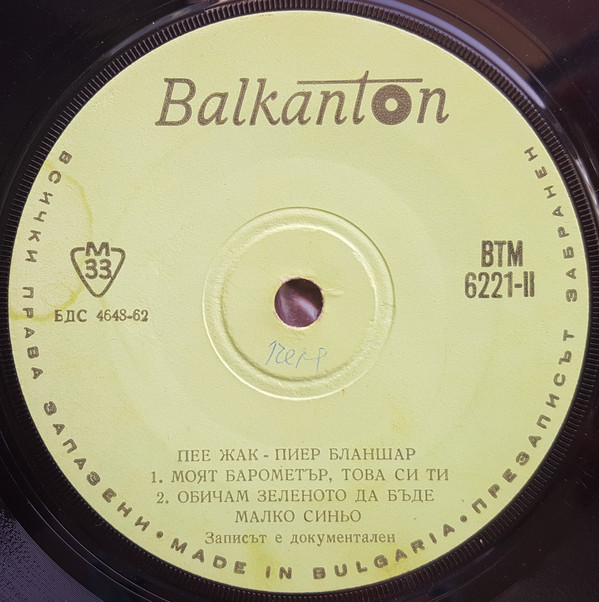 Balkanton
ВСИЧКИ ПРАВА ЗАПАЗЕНИ • MADE IN BULGARIA • ПРЕЗАПИСЪТ ЗАБРАНЕН
М
33
БДС 4648-62
ВТМ
6221-II
ПЕЕ ЖАК - ПИЕР БЛАНШАР
1. МОЯТ БАРОМЕТЪР, ТОВА СИ ТИ
2. ОБИЧАМ ЗЕЛЕНОТО ДА БЪДЕ
МАЛКО СИНЬО
Записът е документален